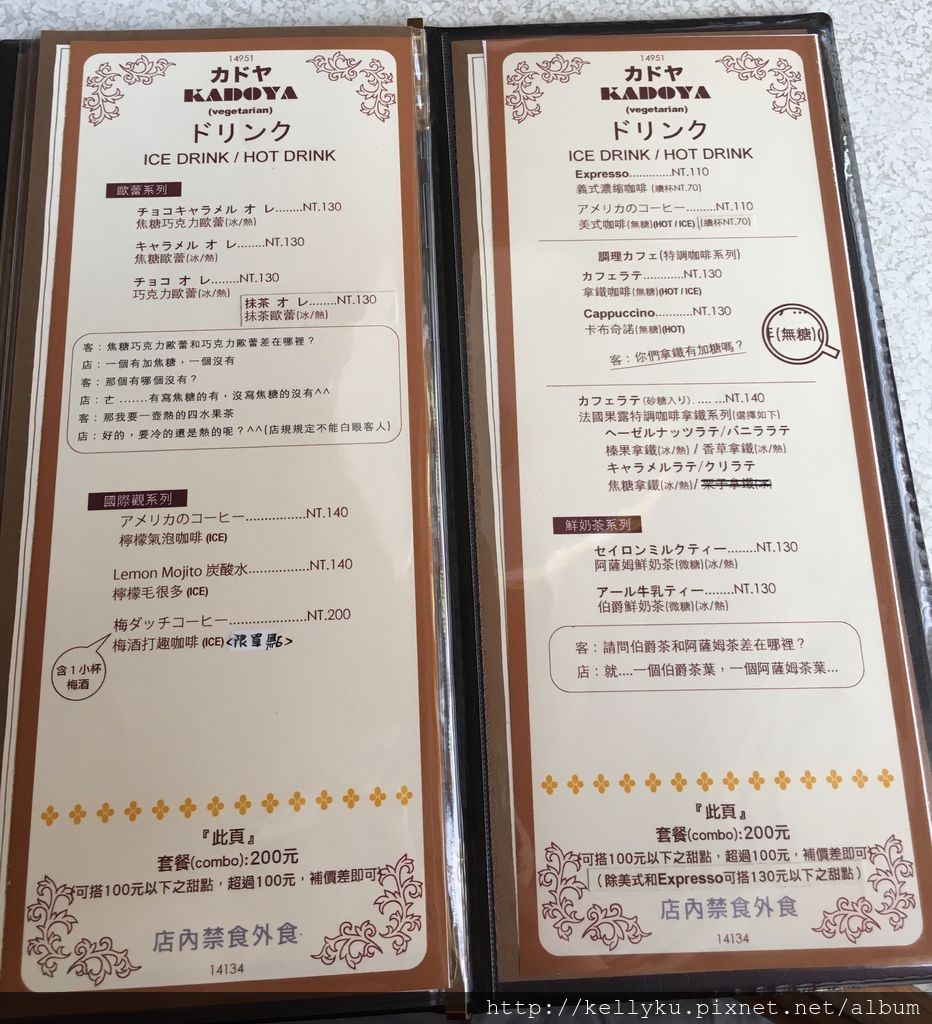 14951
カドヤ
KADOYA
(vegetarian)
ドリンク
ICE DRINK / HOT DRINK
歐蕾系列
チョコキャラメル オ レ........NT.130
焦糖巧克力歐蕾(冰/熱)
キャラメル オ レ........NT.130
焦糖歐蕾(冰/熱)
チョコ オ レ........NT.130
巧克力歐蕾(冰/熱)
抹茶 オ レ........NT.130
抹茶歐蕾(冰/熱)
客：焦糖巧克力歐蕾和巧克力歐蕾差在哪裡？
店：一個有加焦糖，一個沒有
客：那個有哪個沒有？
店：ㄜ .......有寫焦糖的有，沒寫焦糖的沒有^^
客：那我要一壺熱的四水果茶
店：好的，要冷的還是熱的呢？^^(店規規定不能白眼客人)
國際觀系列
アメリカのコーヒー................NT.140
檸檬氣泡咖啡 (ICE)
Lemon Mojito 炭酸水................NT.140
檸檬毛很多 (ICE)
梅ダッチコーヒー....................NT.200
梅酒打趣咖啡 (ICE) <限單點>
含１小杯
梅酒
『此頁』
套餐(combo):200元
可搭100元以下之甜點，超過100元，補價差即可
店內禁食外食
14134
14951
カドヤ
KADOYA
(vegetarian)
ドリンク
ICE DRINK / HOT DRINK
Expresso.............NT.110
義式濃縮咖啡 (續杯NT.70)
アメリカのコーヒー.........NT.110
美式咖啡(無糖)(HOT / ICE) (續杯NT.70)
調理カフェ(特調咖啡系列)
カフェラテ............NT.130
拿鐵咖啡(無糖)(HOT / ICE)
Cappuccino...........NT.130
卡布奇諾(無糖)(HOT)
(無糖)
客：你們拿鐵有加糖嗎？
カフェラテ(砂糖入り). .... ...NT.140
法國果露特調咖啡拿鐵系列(選擇如下)
ヘーゼルナッツラテ/バニララテ
榛果拿鐵(冰/熱) / 香草拿鐵(冰/熱)
キャラメルラテ/クリラテ
焦糖拿鐵(冰/熱)/ 栗子拿鐵(冰
鮮奶茶系列
セイロンミルクティー........NT.130
阿薩姆鮮奶茶(微糖)(冰/熱)
アール牛乳ティー........NT.130
伯爵鮮奶茶(微糖)(冰/熱)
客：請問伯爵茶和阿薩姆茶差在哪裡？
店：就....一個伯爵茶葉，一個阿薩姆茶葉...
『此頁』
套餐(combo):200元
可搭100元以下之甜點，超過100元，補價差即可
（除美式和Expresso可搭130元以下之甜點）
店內禁食外食
14134
http://kellyku.pixnet.net/album